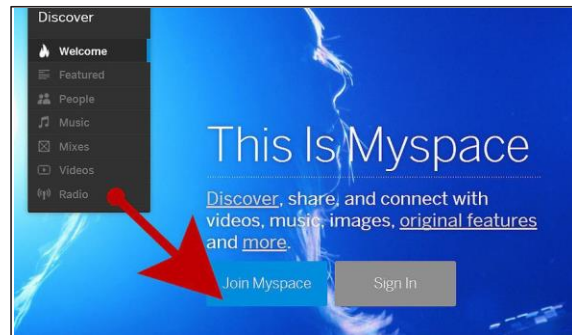 Discover
Welcome
Featured
People
Music
Mixes
Videos
Radio
This Is Myspace
Discover, share, and connect with
videos, music, images, original features
and more.
Join Myspace
Sign In